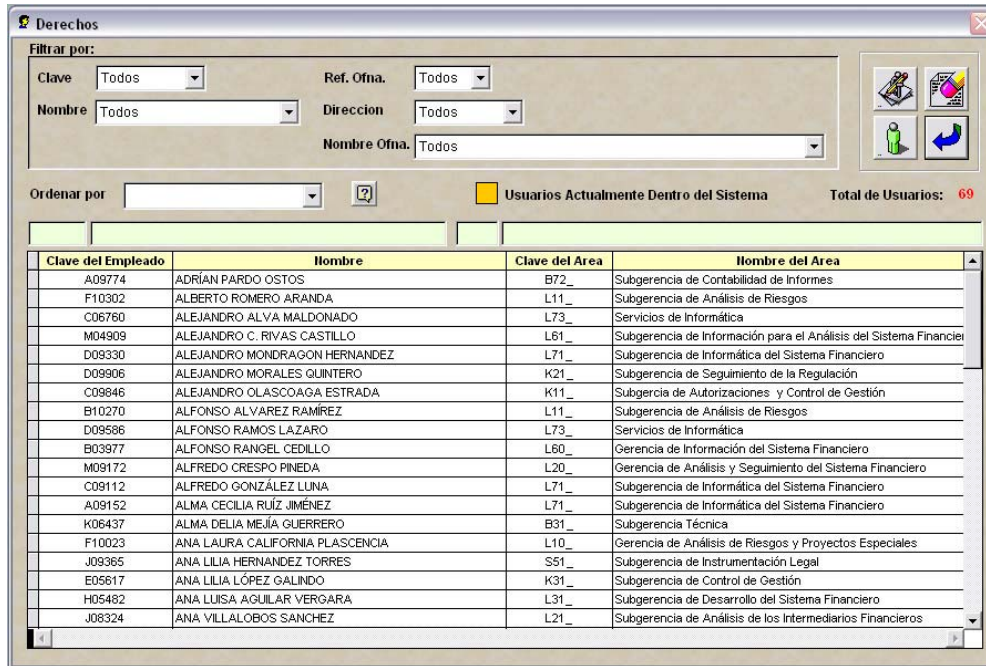 Derechos
Filtrar por:
Clave Todos Ref. Ofna. Todos
Nombre Todos Direccion Todos
Nombre Ofna. Todos
Ordenar por Usuarios Actualmente Dentro del Sistema Total de Usuarios: 69
Clave del Empleado Nombre Clave del Area Nombre del Area
A09774 ADRÍAN PARDO OSTOS B72_ Subgerencia de Contabilidad de Informes
F10302 ALBERTO ROMERO ARANDA L11_ Subgerencia de Análisis de Riesgos
C06760 ALEJANDRO ALVA MALDONADO L73_ Servicios de Informática
M04909 ALEJANDRO C. RIVAS CASTILLO L61_ Subgerencia de Información para el Análisis del Sistema Financier
D09330 ALEJANDRO MONDRAGON HERNANDEZ L71_ Subgerencia de Informática del Sistema Financiero
D09906 ALEJANDRO MORALES QUINTERO K21_ Subgerencia de Seguimiento de la Regulación
C09846 ALEJANDRO OLASCOAGA ESTRADA K11_ Subgercia de Autorizaciones y Control de Gestión
B10270 ALFONSO ALVAREZ RAMÍREZ L11_ Subgerencia de Análisis de Riesgos
D09586 ALFONSO RAMOS LAZARO L73_ Servicios de Informática
B03977 ALFONSO RANGEL CEDILLO L60_ Gerencia de Información del Sistema Financiero
M09172 ALFREDO CRESPO PINEDA L20_ Gerencia de Análisis y Seguimiento del Sistema Financiero
C09112 ALFREDO GONZÁLEZ LUNA L71_ Subgerencia de Informática del Sistema Financiero
A09152 ALMA CECILIA RUÍZ JIMÉNEZ L71_ Subgerencia de Informática del Sistema Financiero
K06437 ALMA DELIA MEJÍA GUERRERO B31_ Subgerencia Técnica
F10023 ANA LAURA CALIFORNIA PLASCENCIA L10_ Gerencia de Análisis de Riesgos y Proyectos Especiales
J09365 ANA LILIA HERNANDEZ TORRES S51_ Subgerencia de Instrumentación Legal
E05617 ANA LILIA LÓPEZ GALINDO K31_ Subgerencia de Control de Gestión
H05482 ANA LUISA AGUILAR VERGARA L31_ Subgerencia de Desarrollo del Sistema Financiero
J08324 ANA VILLALOBOS SANCHEZ L21_ Subgerencia de Análisis de los Intermediarios Financieros